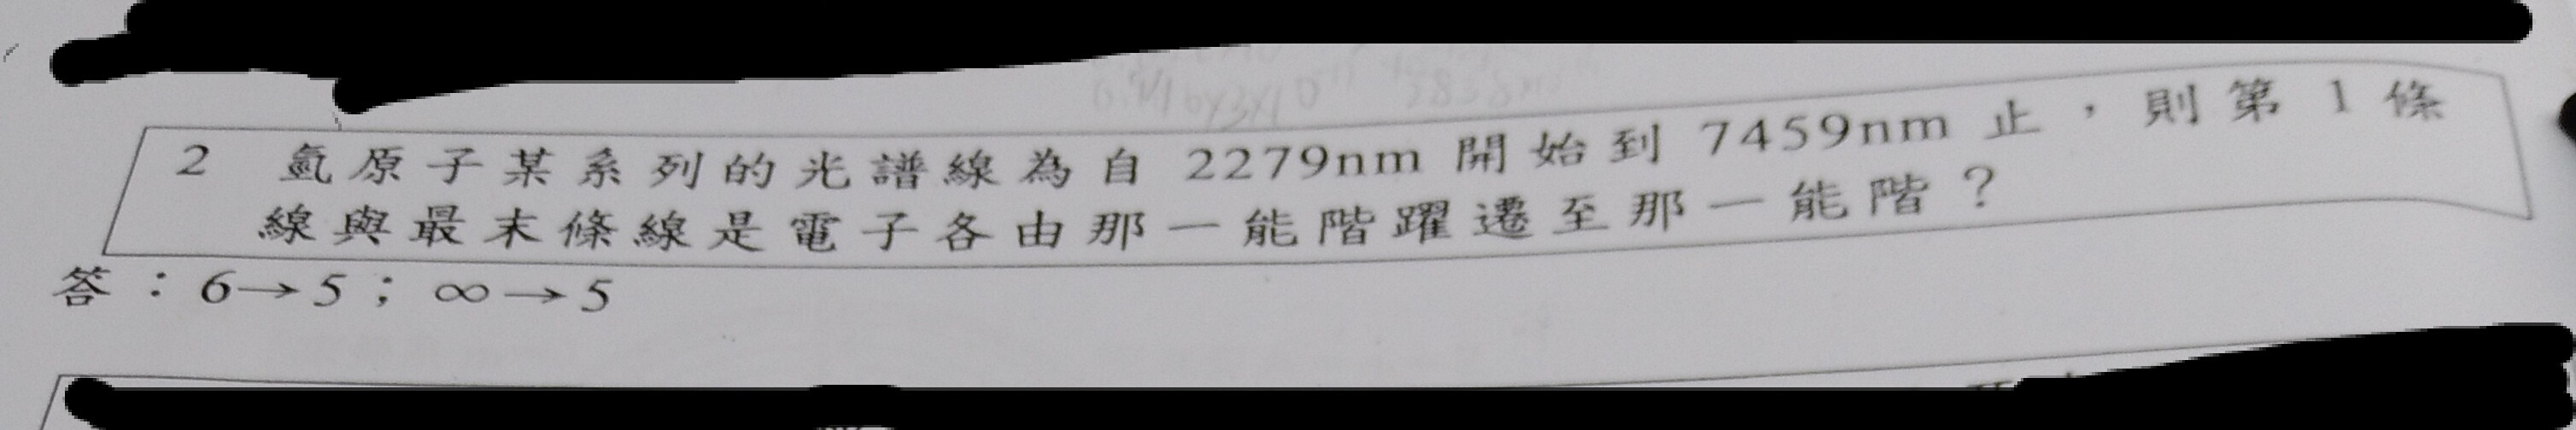 2 氫原子某系列的光譜線為自 2279nm 開始到 7459nm 止，則第 1 條
線與最末條線是電子各由那一能階躍遷至那一能階？
答：6→5；∞→5